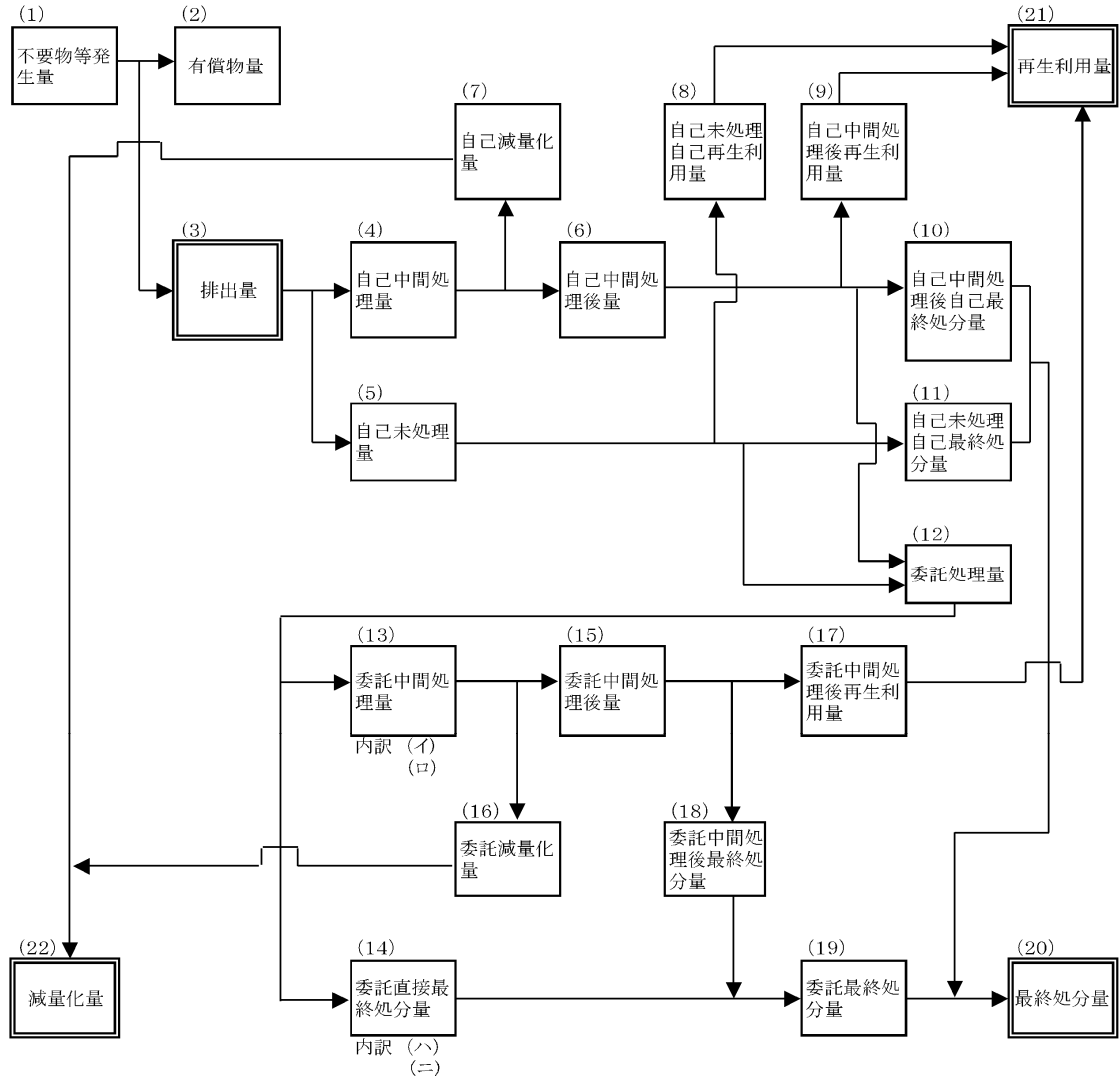 (1)
不要物等発
生量
(2)
有償物量
(21)
再生利用量
(7)
自己減量化
量
(8)
自己未処理
自己再生利
用量
(9)
自己中間処
理後再生利
用量
(3)
排出量
(4)
自己中間処
理量
(6)
自己中間処
理後量
(10)
自己中間処
理後自己最
終処分量
(5)
自己未処理
量
(11)
自己未処理
自己最終処
分量
(12)
委託処理量
(13)
委託中間処
理量
内訳 (イ)
(ロ)
(15)
委託中間処
理後量
(17)
委託中間処
理後再生利
用量
(16)
委託減量化
量
(18)
委託中間処
理後最終処
分量
(22)
減量化量
(14)
委託直接最
終処分量
内訳 (ハ)
(ニ)
(19)
委託最終処
分量
(20)
最終処分量